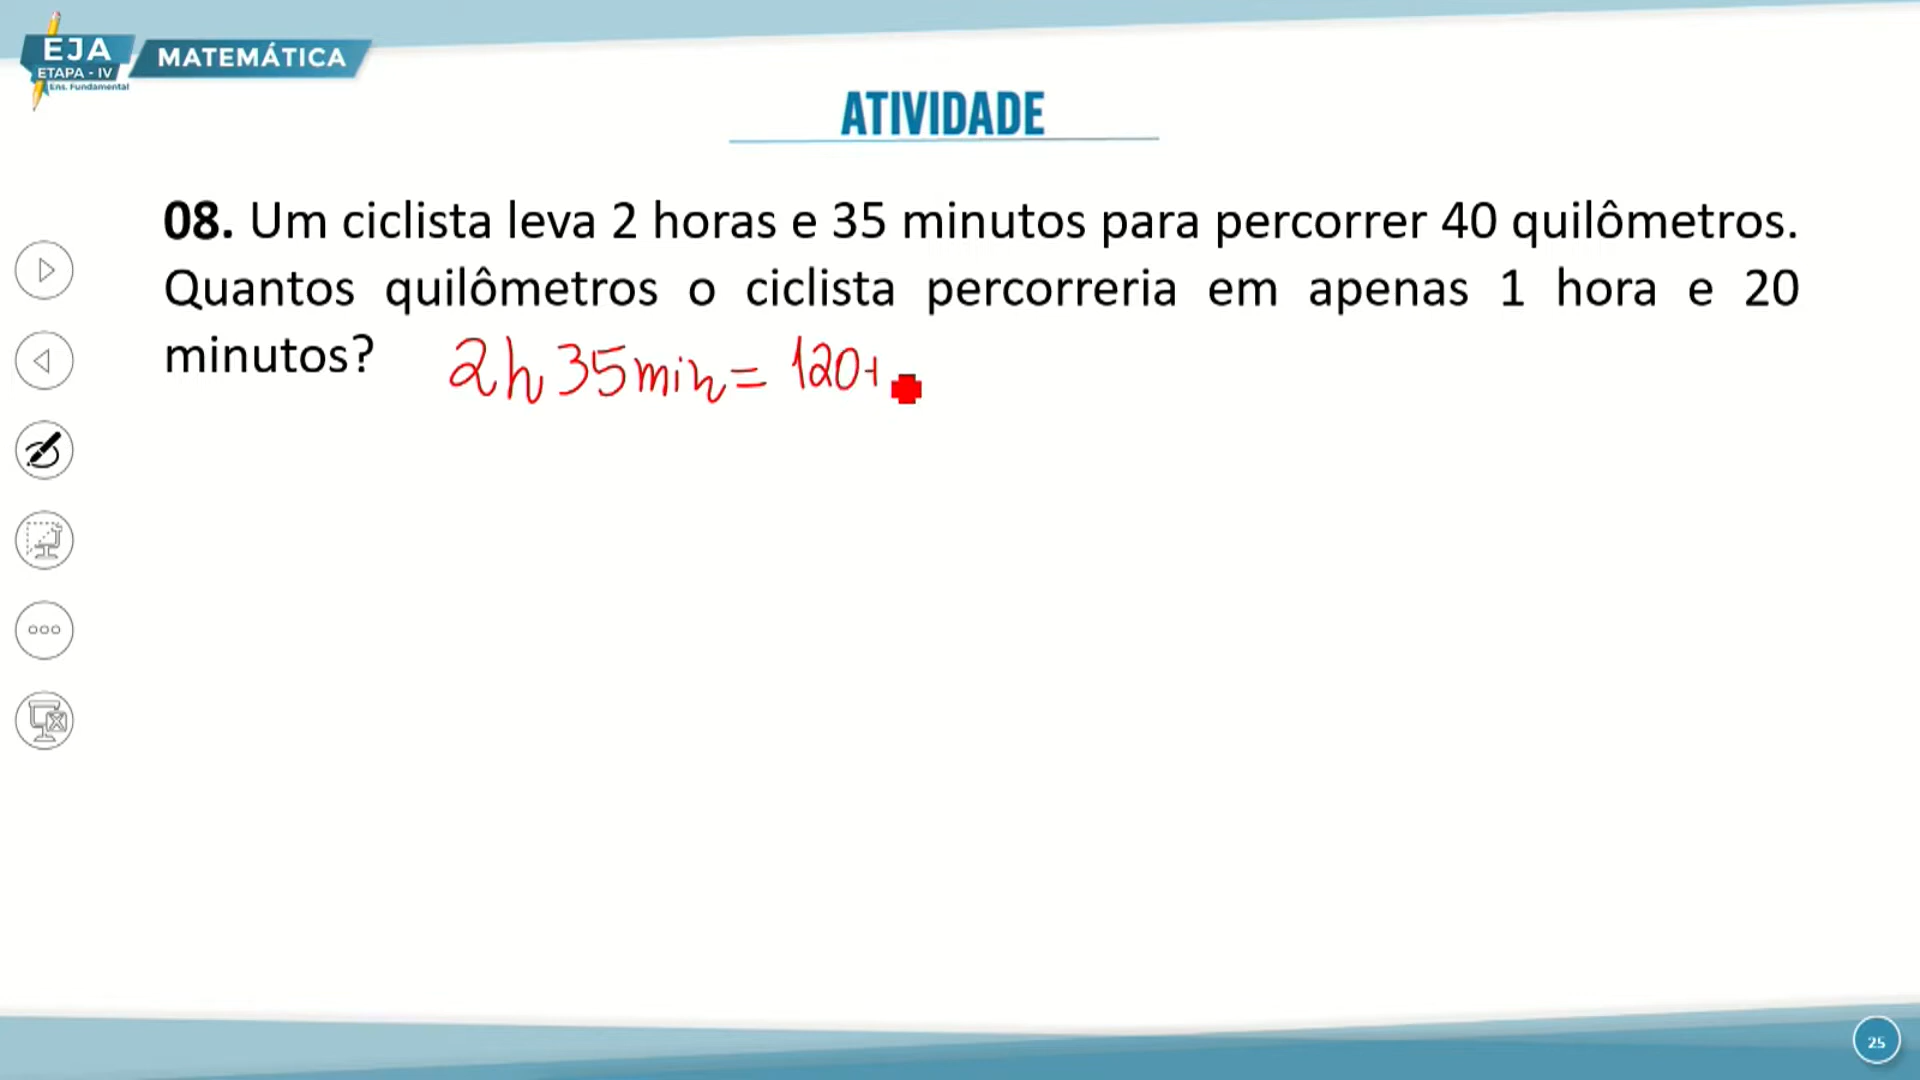 EJA
ETAPA - IV
Ens. Fundamental
MATEMÁTICA
ATIVIDADE
08. Um ciclista leva 2 horas e 35 minutos para percorrer 40 quilômetros.
Quantos quilômetros o ciclista percorreria em apenas 1 hora e 20
minutos?
2h 35min = 120+
25